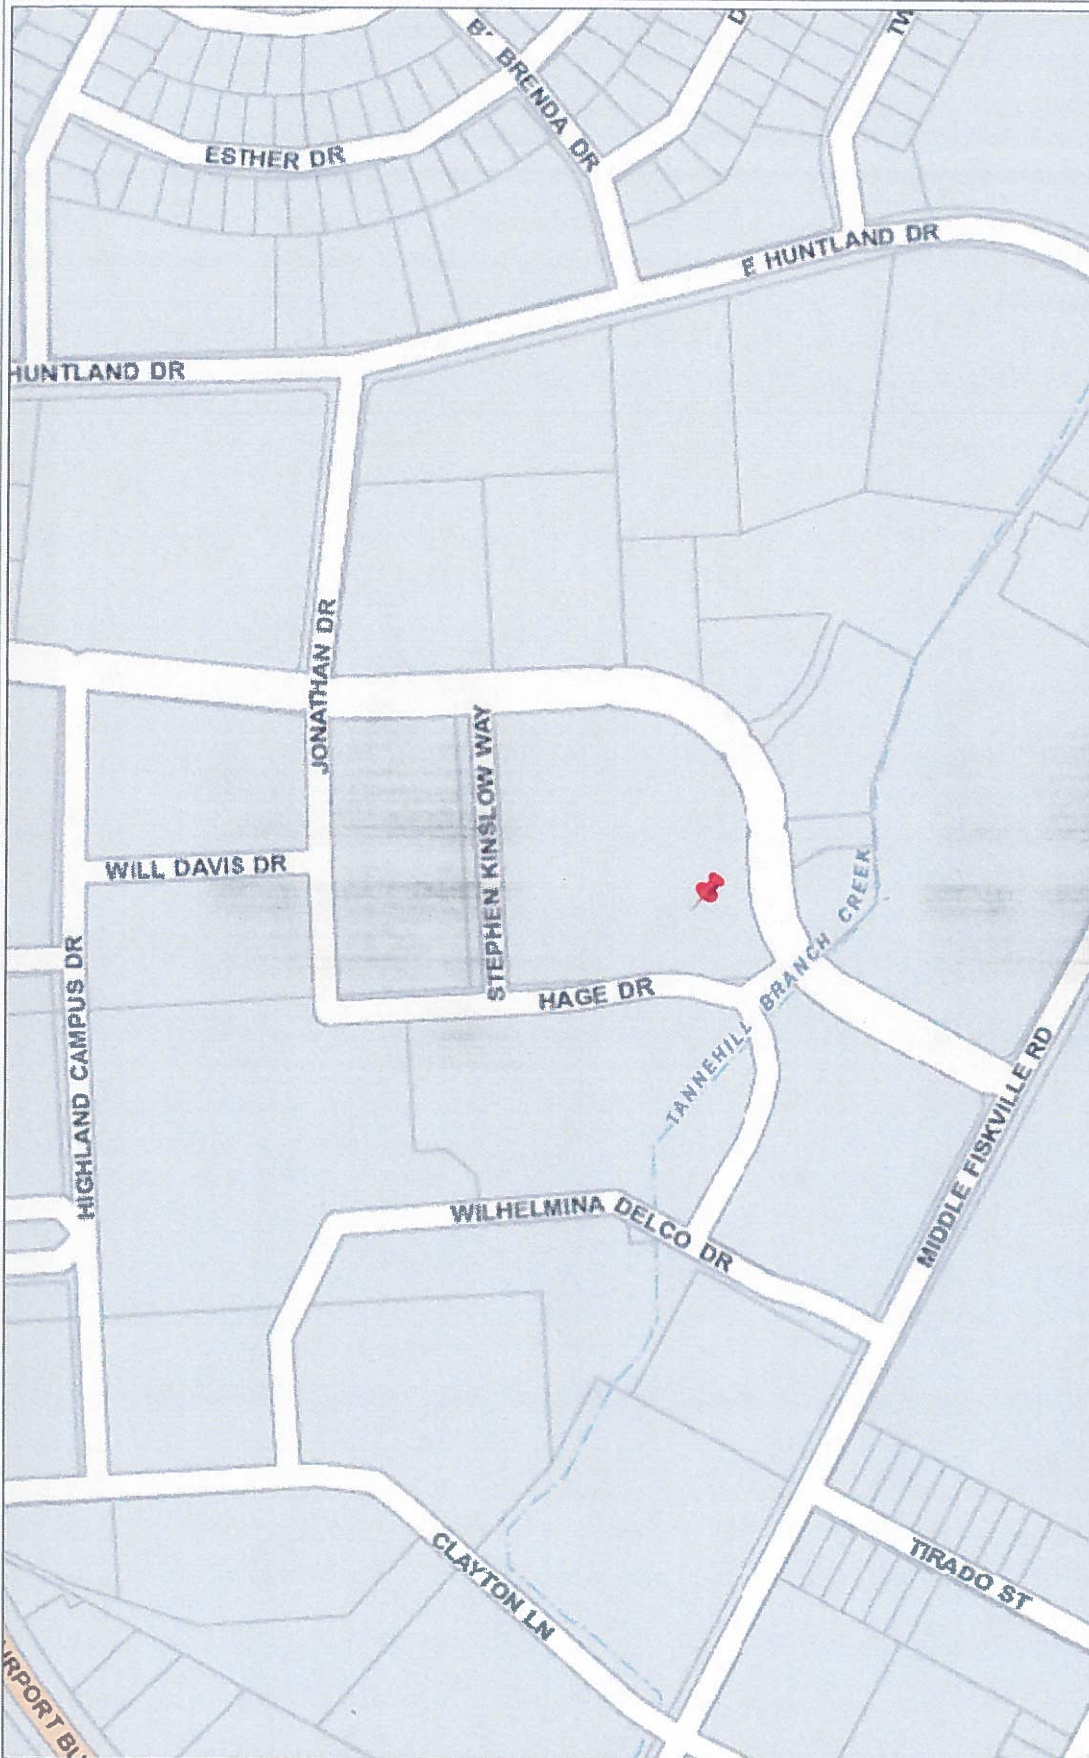 BRENDA DR
ESTHER DR
E HUNTLAND DR
HUNTLAND DR
JONATHAN DR
STEPHEN KINSLOW WAY
WILL DAVIS DR
HAGE DR
TANNEHILL BRANCH CREEK
HIGHLAND CAMPUS DR
MIDDLE FISKVILLE RD
WILHELMINA DELCO DR
CLAYTON LN
TIRADO ST